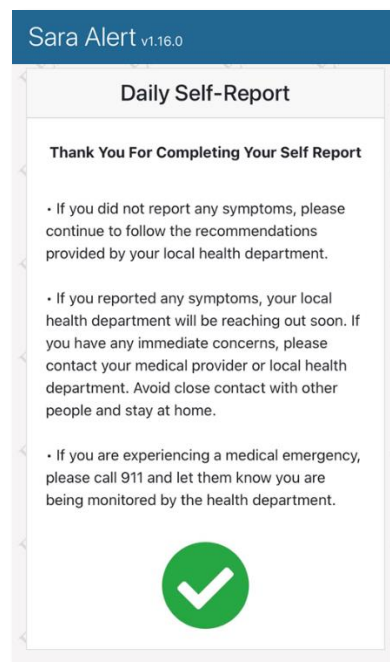 Sara Alert v1.16.0
Daily Self-Report
Thank You For Completing Your Self Report
• If you did not report any symptoms, please
continue to follow the recommendations
provided by your local health department.
• If you reported any symptoms, your local
health department will be reaching out soon. If
you have any immediate concerns, please
contact your medical provider or local health
department. Avoid close contact with other
people and stay at home.
• If you are experiencing a medical emergency,
please call 911 and let them know you are
being monitored by the health department.